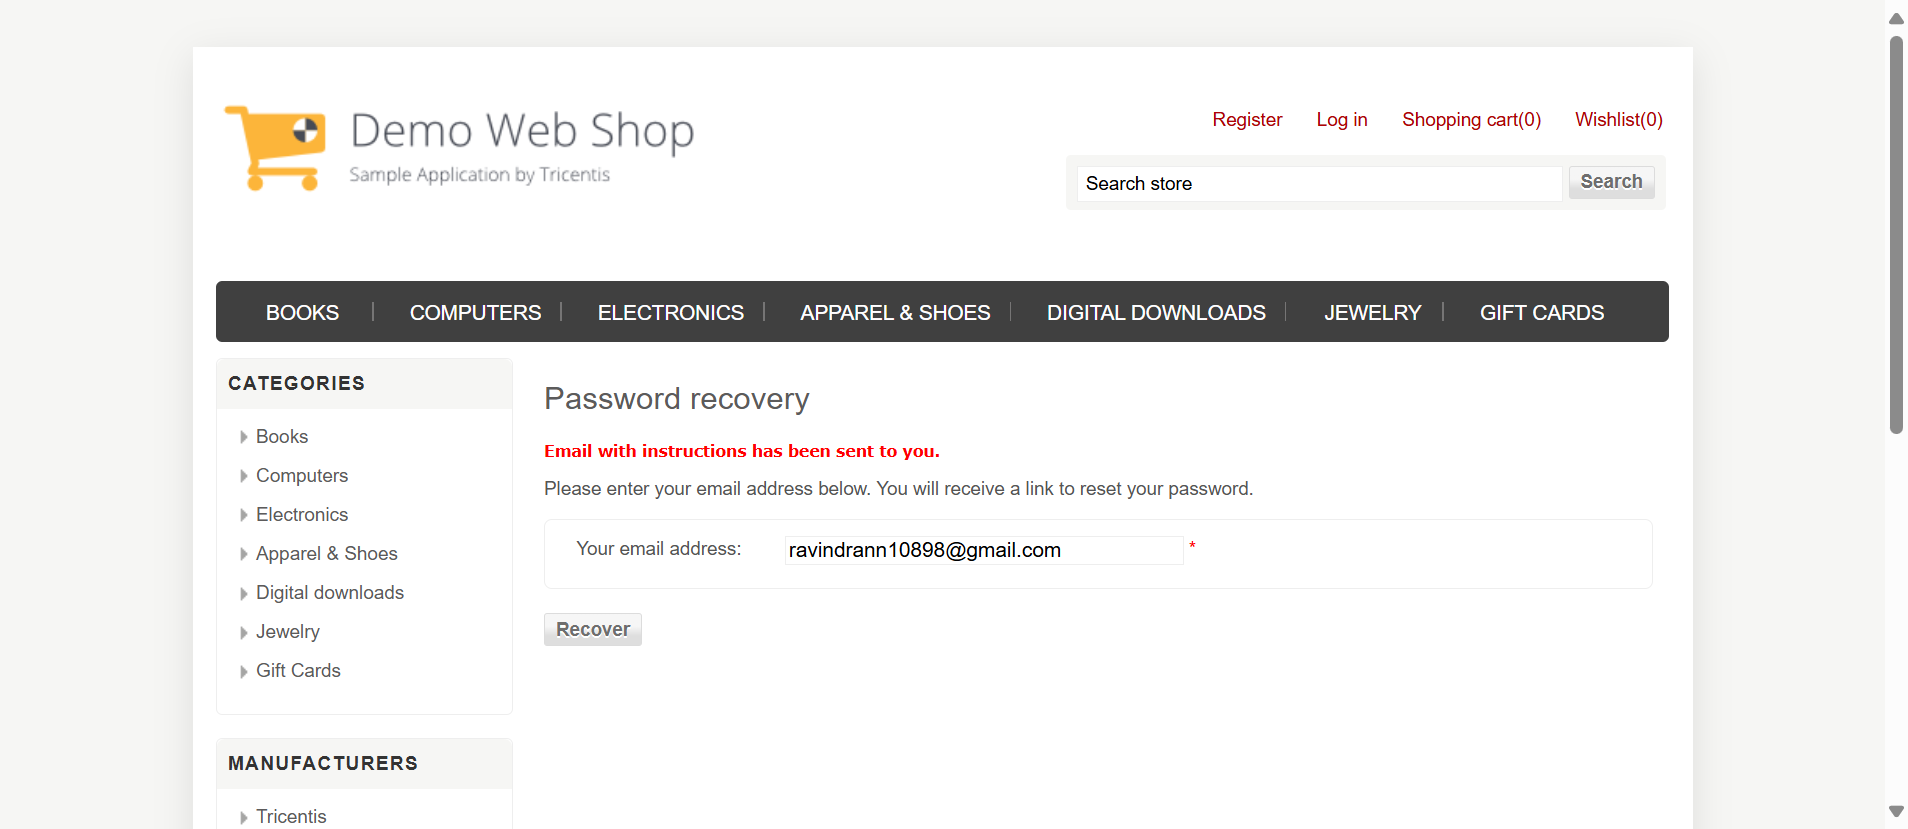 Demo Web Shop
Sample Application by Tricentis
Register Log in Shopping cart(0) Wishlist(0)
Search store Search
BOOKS COMPUTERS ELECTRONICS APPAREL & SHOES DIGITAL DOWNLOADS JEWELRY GIFT CARDS
CATEGORIES
Books
Computers
Electronics
Apparel & Shoes
Digital downloads
Jewelry
Gift Cards
MANUFACTURERS
Tricentis
Password recovery
Email with instructions has been sent to you.
Please enter your email address below. You will receive a link to reset your password.
Your email address: ravindrann10898@gmail.com *
Recover